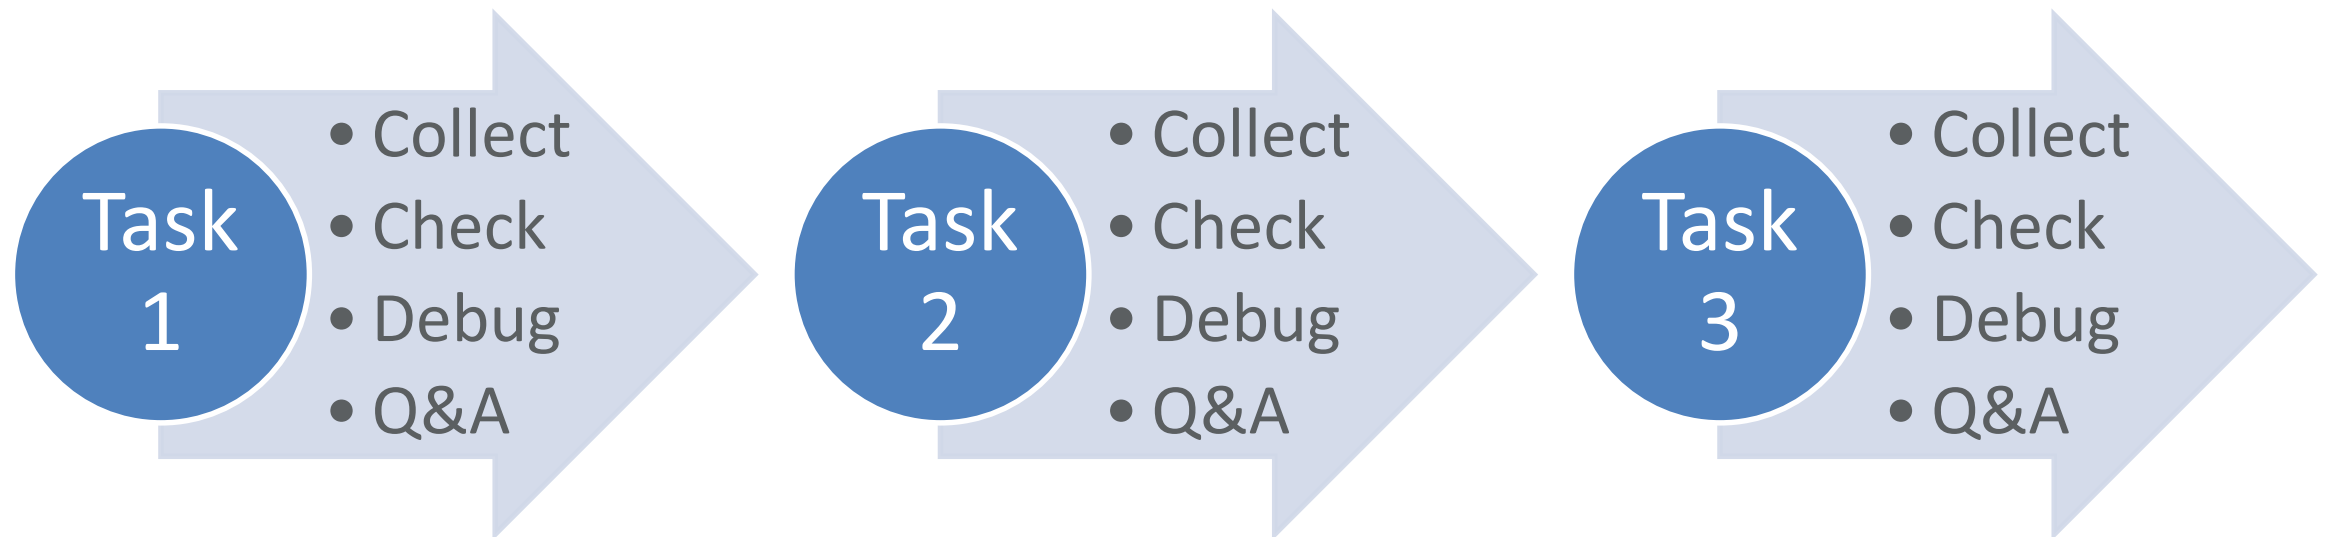 Task
1
• Collect
• Check
• Debug
• Q&A
Task
2
• Collect
• Check
• Debug
• Q&A
Task
3
• Collect
• Check
• Debug
• Q&A